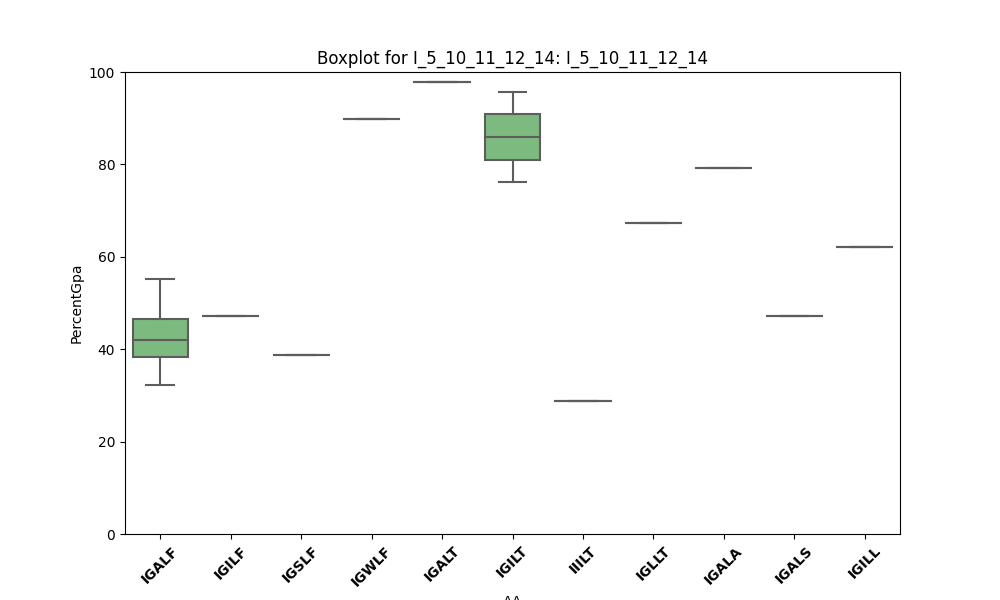 Boxplot for I_5_10_11_12_14: I_5_10_11_12_14
PercentGpa
100
80
60
40
20
0
IGALF
IGILF
IGSLF
IGWLF
IGALT
IGILT
IIILT
IGLLT
IGALA
IGALS
IGILL
AA